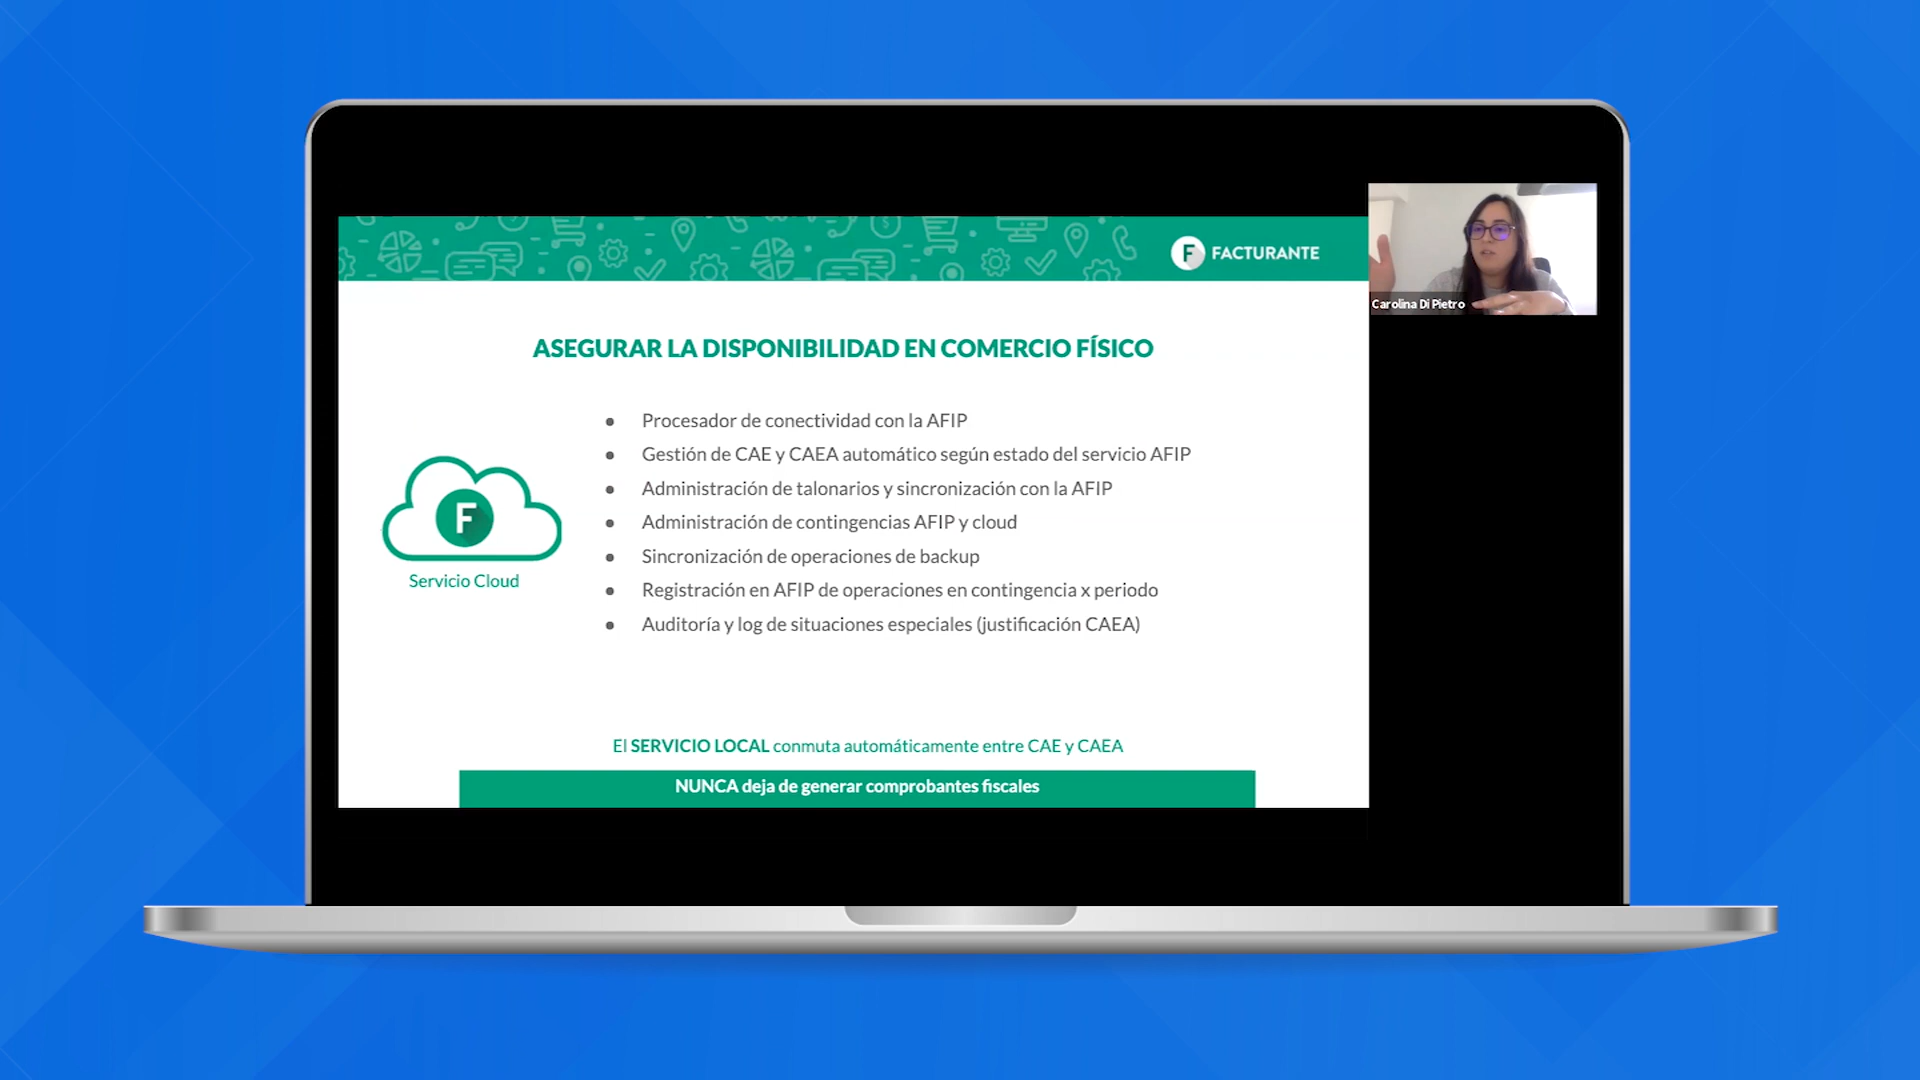 F FACTURANTE
Carolina Di Pietro
ASEGURAR LA DISPONIBILIDAD EN COMERCIO FÍSICO
● Procesador de conectividad con la AFIP
● Gestión de CAE y CAEA automático según estado del servicio AFIP
● Administración de talonarios y sincronización con la AFIP
● Administración de contingencias AFIP y cloud
● Sincronización de operaciones de backup
● Registración en AFIP de operaciones en contingencia x periodo
● Auditoría y log de situaciones especiales (justificación CAEA)
F
Servicio Cloud
El SERVICIO LOCAL conmuta automáticamente entre CAE y CAEA
NUNCA deja de generar comprobantes fiscales